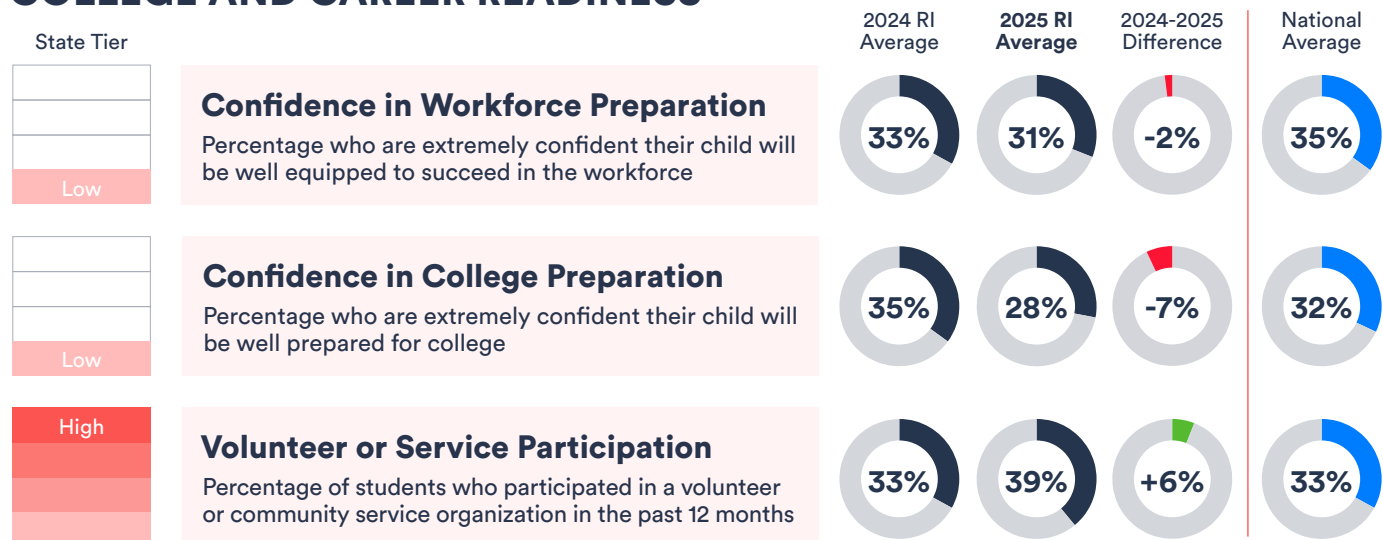 COLLEGE AND CAREER READINESS
State Tier
2024 RI
Average
2025 RI
Average
2024-2025
Difference
National
Average
Low
Confidence in Workforce Preparation
Percentage who are extremely confident their child will
be well equipped to succeed in the workforce
33%
31%
-2%
35%
Low
Confidence in College Preparation
Percentage who are extremely confident their child will
be well prepared for college
35%
28%
-7%
32%
High
Volunteer or Service Participation
Percentage of students who participated in a volunteer
or community service organization in the past 12 months
33%
39%
+6%
33%